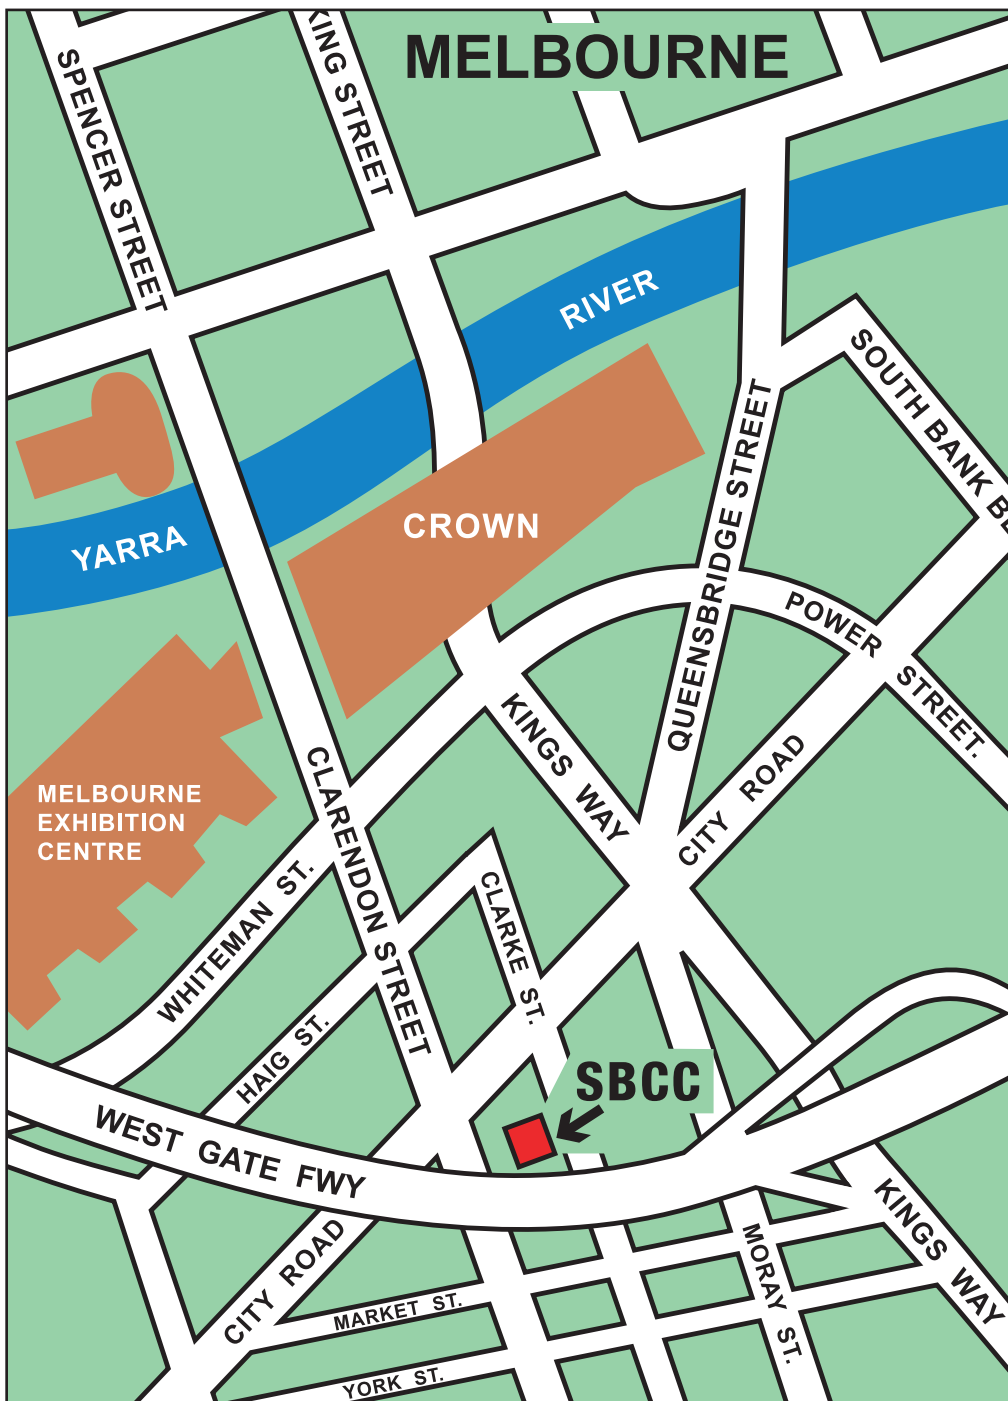 MELBOURNE
SPENCER STREET
KING STREET
RIVER
YARRA
CROWN
SOUTH BANK
QUEENSBRIDGE STREET
POWER
STREET.
KINGS WAY
CITY ROAD
CLARENDON STREET
MELBOURNE
EXHIBITION
CENTRE
WHITEMAN ST.
CLARKE ST.
HAIG ST.
SBCC
WEST GATE FWY
KINGS WAY
CITY ROAD
MORAY ST.
MARKET ST.
YORK ST.